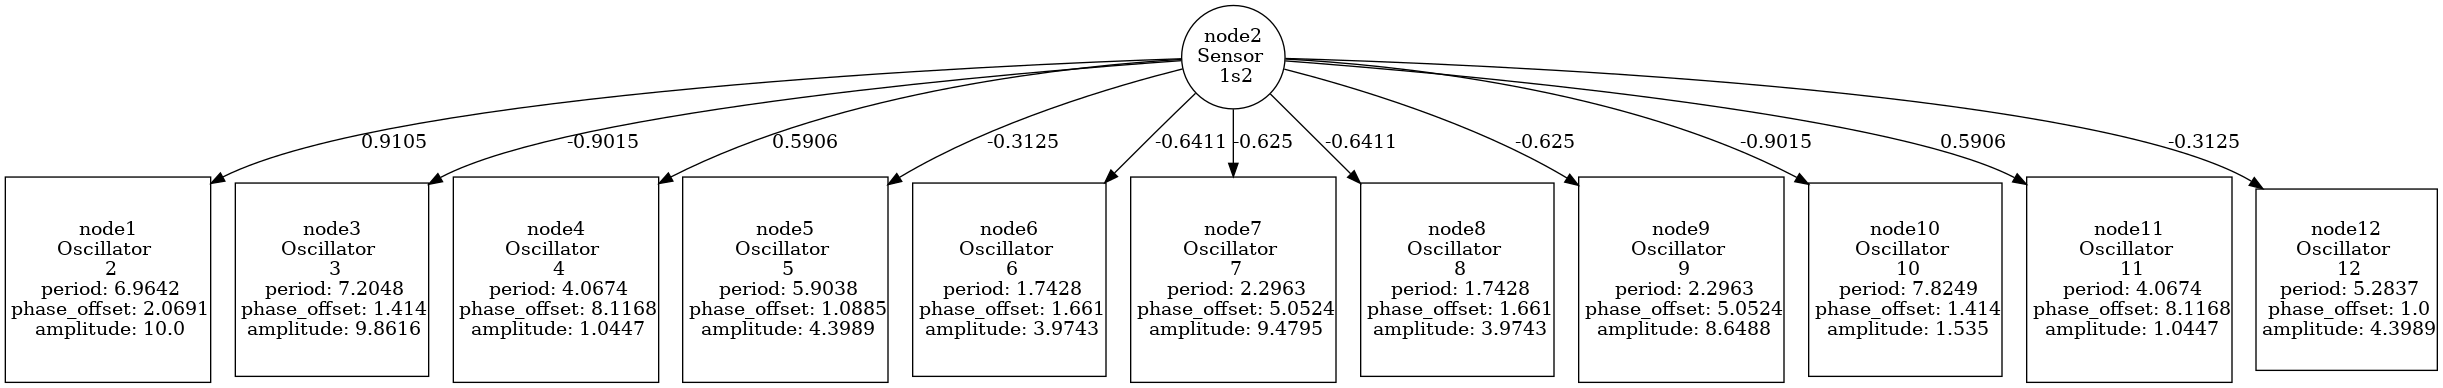 node2
Sensor
1s2
0.9105
-0.9015
0.5906
-0.3125
-0.6411
-0.625
-0.6411
-0.625
-0.9015
0.5906
-0.3125
node1
Oscillator
2
period: 6.9642
phase_offset: 2.0691
amplitude: 10.0
node3
Oscillator
3
period: 7.2048
phase_offset: 1.414
amplitude: 9.8616
node4
Oscillator
4
period: 4.0674
phase_offset: 8.1168
amplitude: 1.0447
node5
Oscillator
5
period: 5.9038
phase_offset: 1.0885
amplitude: 4.3989
node6
Oscillator
6
period: 1.7428
phase_offset: 1.661
amplitude: 3.9743
node7
Oscillator
7
period: 2.2963
phase_offset: 5.0524
amplitude: 9.4795
node8
Oscillator
8
period: 1.7428
phase_offset: 1.661
amplitude: 3.9743
node9
Oscillator
9
period: 2.2963
phase_offset: 5.0524
amplitude: 8.6488
node10
Oscillator
10
period: 7.8249
phase_offset: 1.414
amplitude: 1.535
node11
Oscillator
11
period: 4.0674
phase_offset: 8.1168
amplitude: 1.0447
node12
Oscillator
12
period: 5.2837
phase_offset: 1.0
amplitude: 4.3989